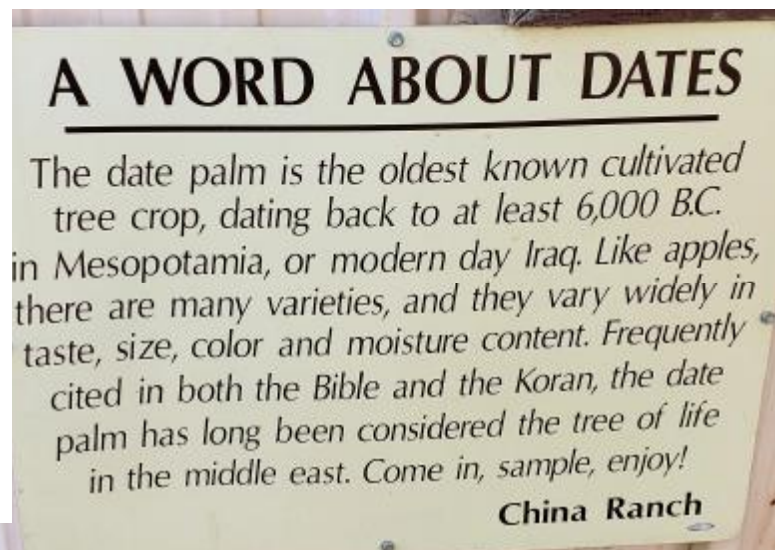 A WORD ABOUT DATES
The date palm is the oldest known cultivated
tree crop, dating back to at least 6,000 B.C.
in Mesopotamia, or modern day Iraq. Like apples,
there are many varieties, and they vary widely in
taste, size, color and moisture content. Frequently
cited in both the Bible and the Koran, the date
palm has long been considered the tree of life
in the middle east. Come in, sample, enjoy!
China Ranch